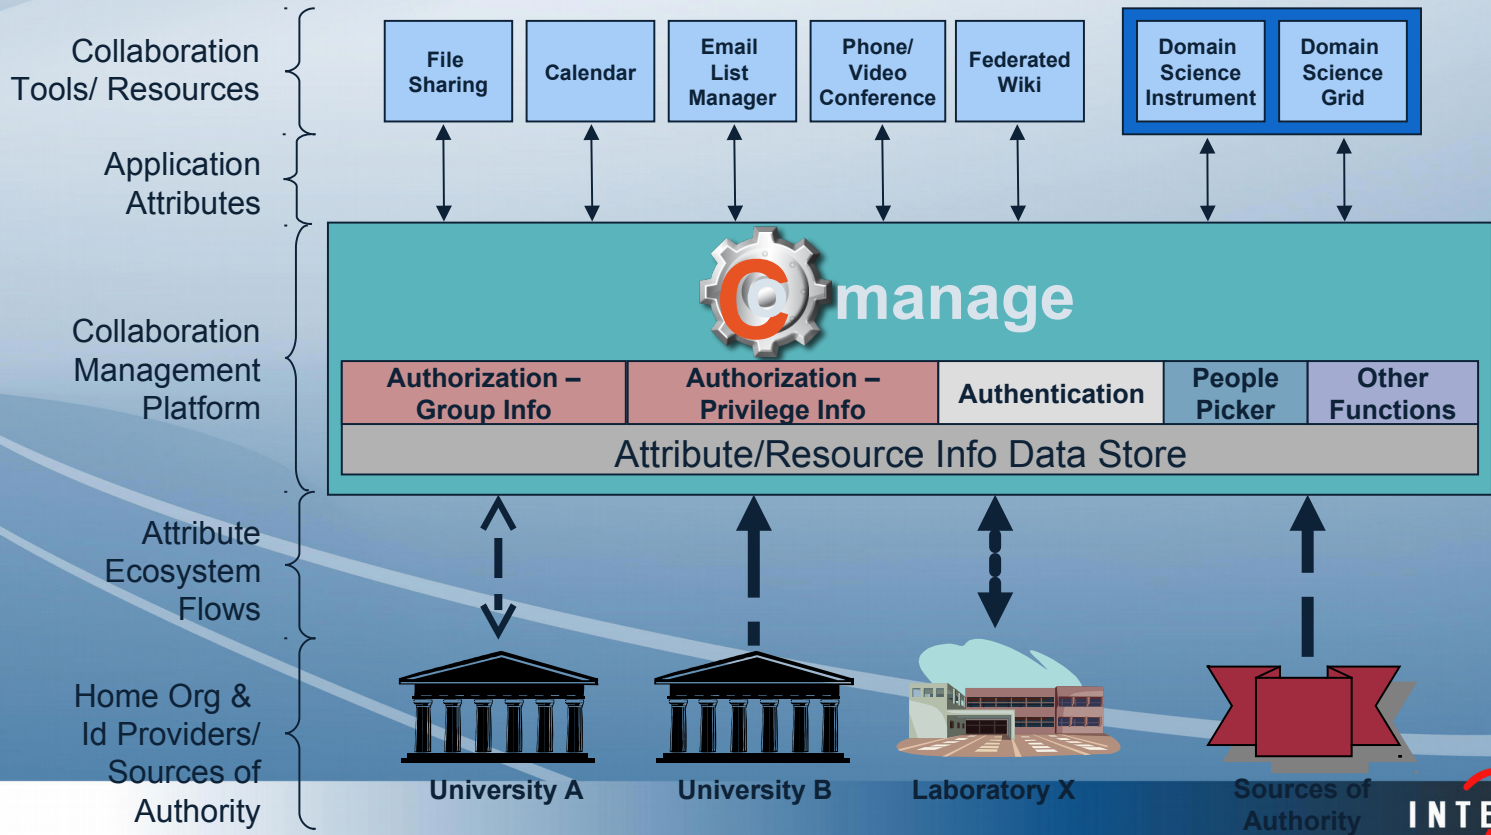 Collaboration
Tools/ Resources
File
Sharing
Calendar
Email
List
Manager
Phone/
Video
Conference
Federated
Wiki
Domain
Science
Instrument
Domain
Science
Grid
Application
Attributes
Collaboration
Management
Platform
Co manage
Authorization –
Group Info
Authorization –
Privilege Info
Authentication
People
Picker
Other
Functions
Attribute/Resource Info Data Store
Attribute
Ecosystem
Flows
Home Org &
Id Providers/
Sources of
Authority
University A
University B
Laboratory X
Sources of
Authority
INTE